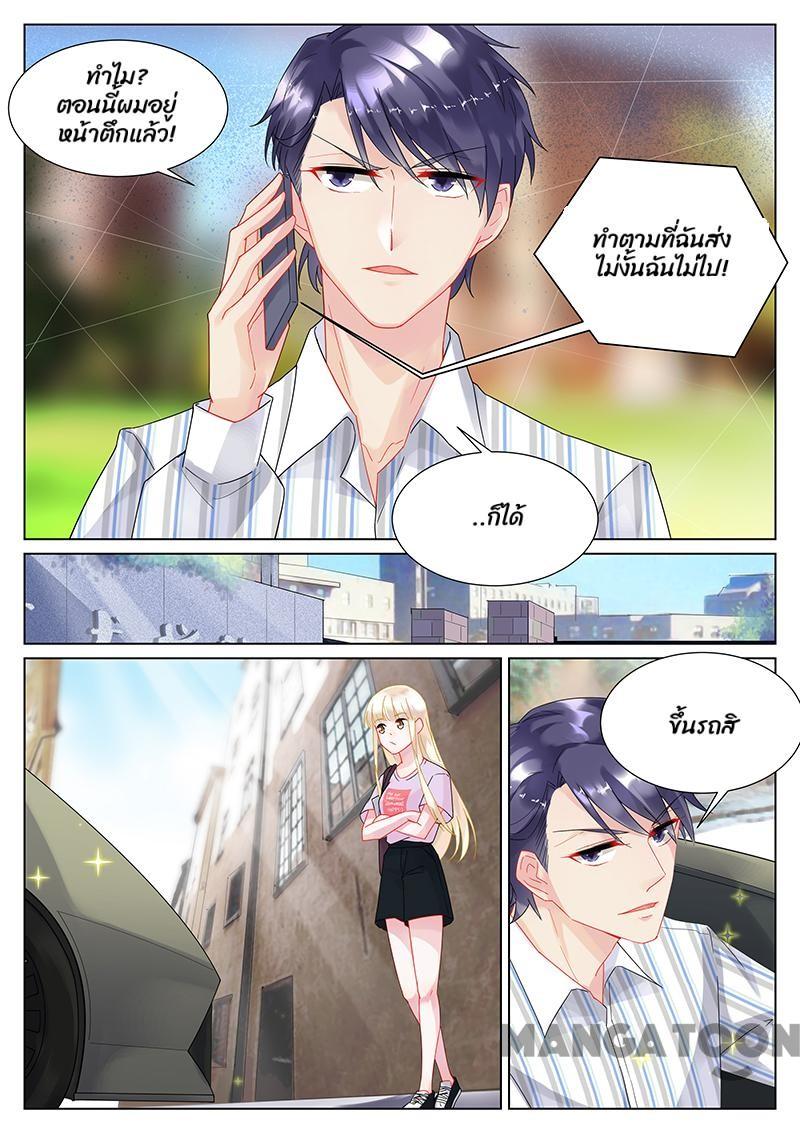 ทำไม?
ตอนนี้ผมอยู่
หน้าตึกแล้ว!
ทำตามที่ฉันส่ง
ไม่งั้นฉันไม่ไป!
..ก็ได้
ขึ้นรถสิ
MANGA TOON